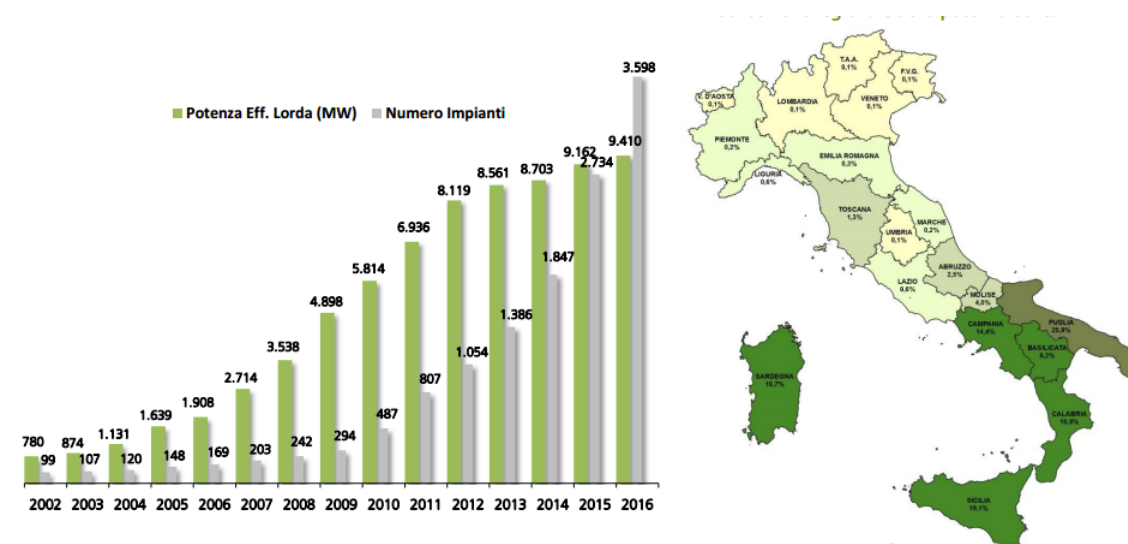 Potenza Eff. Lorda (MW) Numero Impianti
780 874 1.131 1.639 1.908 2.714 3.538 4.898 5.814 6.936 8.119 8.561 8.703 9.162 9.410
99 107 120 148 169 203 242 294 487 807 1.054 1.386 1.847 2.734 3.598
2002 2003 2004 2005 2006 2007 2008 2009 2010 2011 2012 2013 2014 2015 2016
T.A.A.
0,1%
F.V.G.
0,1%
V. D'AOSTA
0,1%
LOMBARDIA
0,1%
VENETO
0,1%
PIEMONTE
0,2%
EMILIA ROMAGNA
0,3%
LIGURIA
0,6%
TOSCANA
1,3%
MARCHE
0,2%
UMBRIA
0,1%
ABRUZZO
2,5%
LAZIO
0,6%
MOLISE
4,0%
PUGLIA
25,9%
CAMPANIA
14,4%
BASILICATA
9,2%
SARDEGNA
10,7%
CALABRIA
10,9%
SICILIA
19,1%